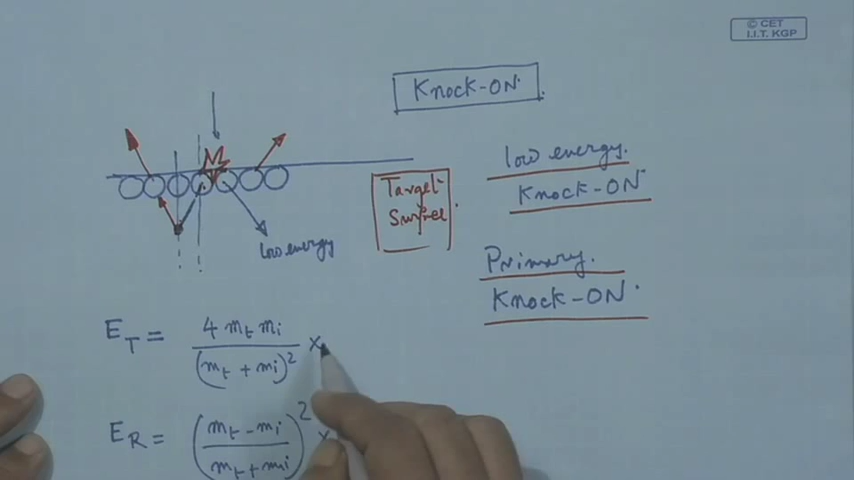 © CET
I.I.T. KGP
Knock-ON
low energy.
Knock-ON
Target
Surface
low energy
Primary.
Knock-ON
E_T = 4 m_t m_i / (m_t + m_i)^2 ×
E_R = ((m_t - m_i) / (m_t + m_i))^2 ×